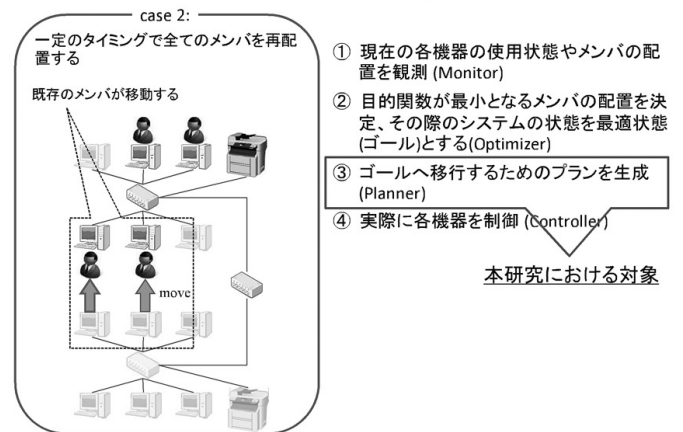 case 2:
一定のタイミングで全てのメンバを再配
置する
既存のメンバが移動する
move
① 現在の各機器の使用状態やメンバの配
置を観測 (Monitor)
② 目的関数が最小となるメンバの配置を決
定、その際のシステムの状態を最適状態
(ゴール)とする(Optimizer)
③ ゴールへ移行するためのプランを生成
(Planner)
④ 実際に各機器を制御 (Controller)
本研究における対象